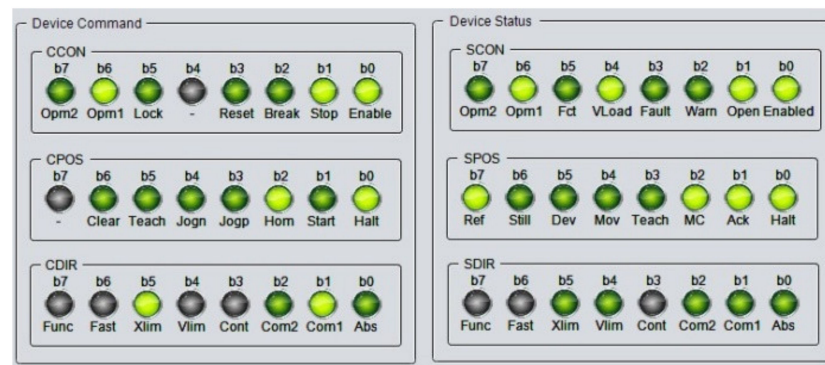 Device Command
CCON
b7 b6 b5 b4 b3 b2 b1 b0
Opm2 Opm1 Lock - Reset Break Stop Enable
CPOS
b7 b6 b5 b4 b3 b2 b1 b0
- Clear Teach Jogn Jogp Hom Start Halt
CDIR
b7 b6 b5 b4 b3 b2 b1 b0
Func Fast Xlim Vlim Cont Com2 Com1 Abs
Device Status
SCON
b7 b6 b5 b4 b3 b2 b1 b0
Opm2 Opm1 Fct VLoad Fault Warn Open Enabled
SPOS
b7 b6 b5 b4 b3 b2 b1 b0
Ref Still Dev Mov Teach MC Ack Halt
SDIR
b7 b6 b5 b4 b3 b2 b1 b0
Func Fast Xlim Vlim Cont Com2 Com1 Abs